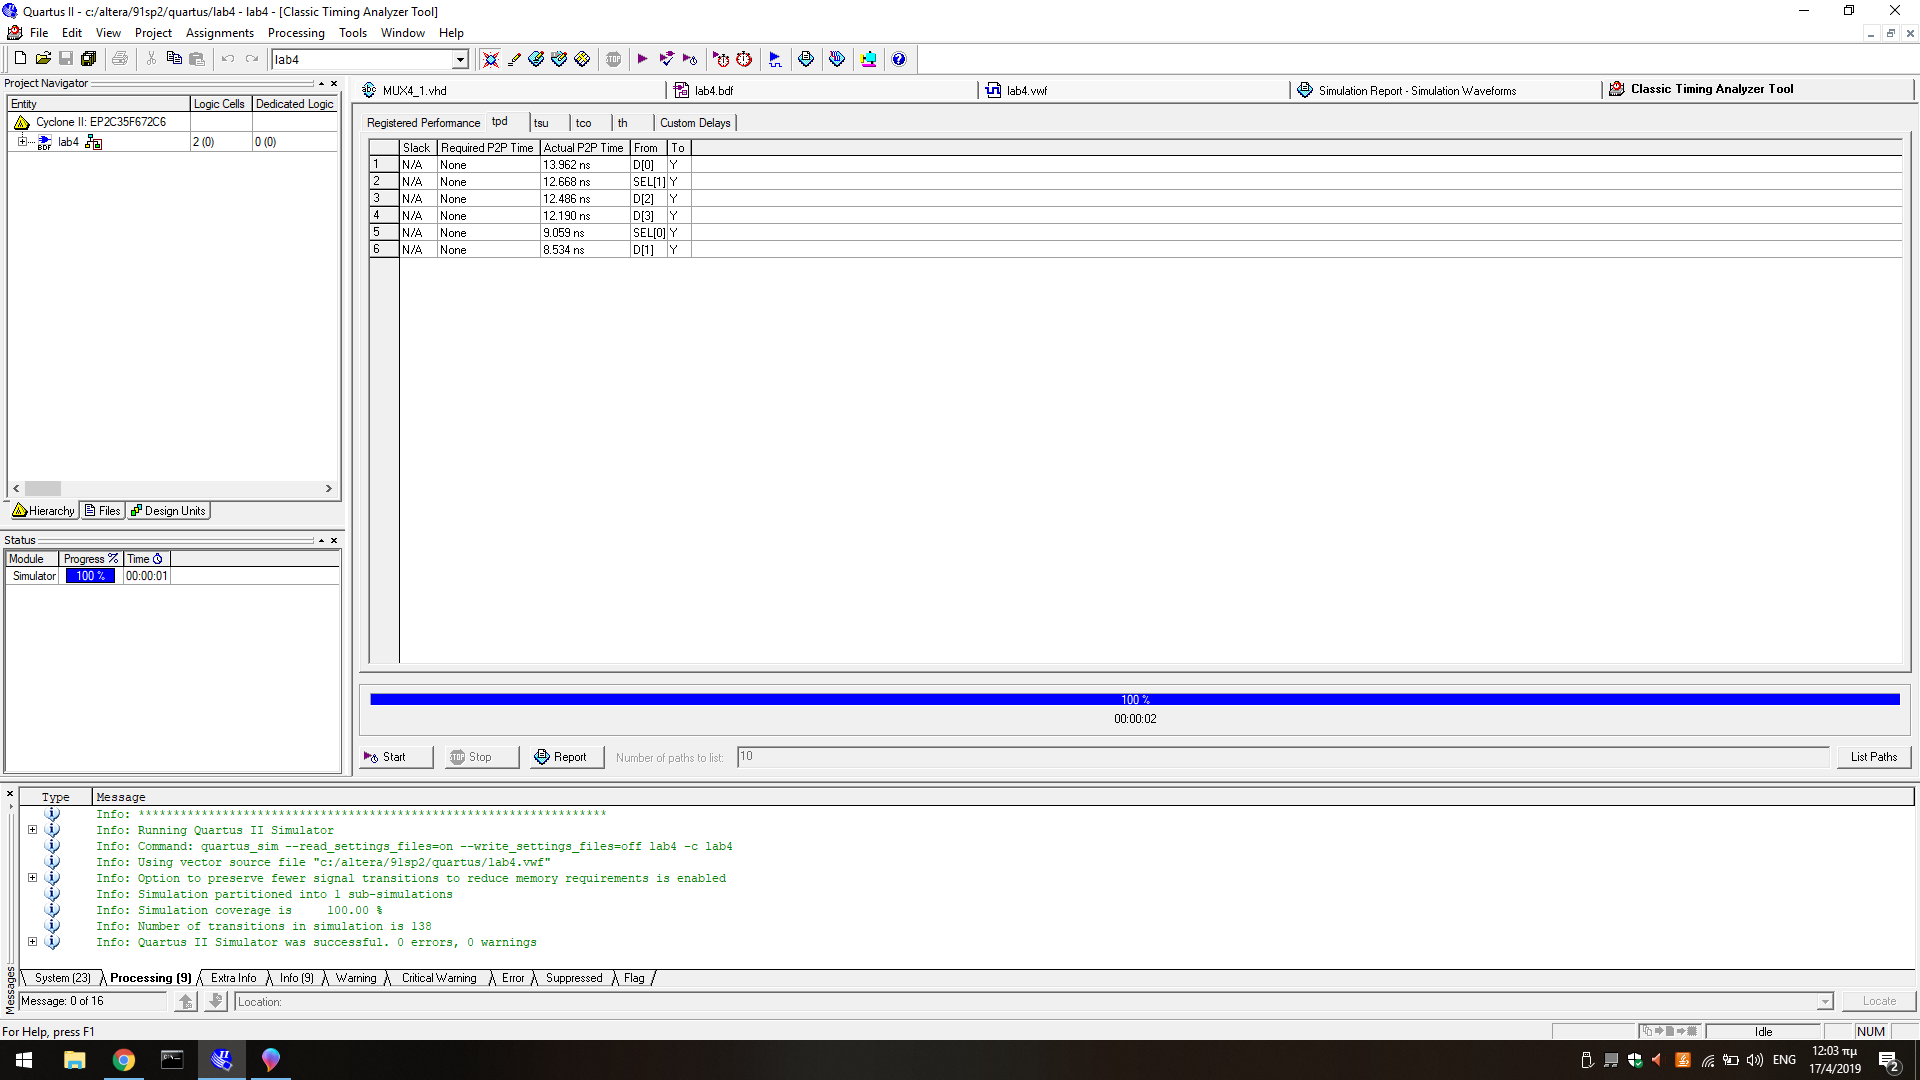 Quartus II - c:/altera/91sp2/quartus/lab4 - lab4 - [Classic Timing Analyzer Tool]
File Edit View Project Assignments Processing Tools Window Help
lab4
Project Navigator
Entity Logic Cells Dedicated Logic
Cyclone II: EP2C35F672C6
lab4 2 (0) 0 (0)
Hierarchy Files Design Units
Status
Module Progress % Time
Simulator 100 % 00:00:01
MUX4_1.vhd lab4.bdf lab4.vwf Simulation Report - Simulation Waveforms Classic Timing Analyzer Tool
Registered Performance tpd tsu tco th Custom Delays
Slack Required P2P Time Actual P2P Time From To
1 N/A None 13.962 ns D[0] Y
2 N/A None 12.668 ns SEL[1] Y
3 N/A None 12.486 ns D[2] Y
4 N/A None 12.190 ns D[3] Y
5 N/A None 9.059 ns SEL[0] Y
6 N/A None 8.534 ns D[1] Y
100 %
00:00:02
Start Stop Report Number of paths to list: 10 List Paths
Type Message
Info: *******************************************************************
Info: Running Quartus II Simulator
Info: Command: quartus_sim --read_settings_files=on --write_settings_files=off lab4 -c lab4
Info: Using vector source file "c:/altera/91sp2/quartus/lab4.vwf"
Info: Option to preserve fewer signal transitions to reduce memory requirements is enabled
Info: Simulation partitioned into 1 sub-simulations
Info: Simulation coverage is 100.00 %
Info: Number of transitions in simulation is 138
Info: Quartus II Simulator was successful. 0 errors, 0 warnings
System (23) Processing (9) Extra Info Info (9) Warning Critical Warning Error Suppressed Flag
Messages
Message: 0 of 16 Location: Locate
For Help, press F1 Idle NUM
ENG 12:03 πμ
17/4/2019
2